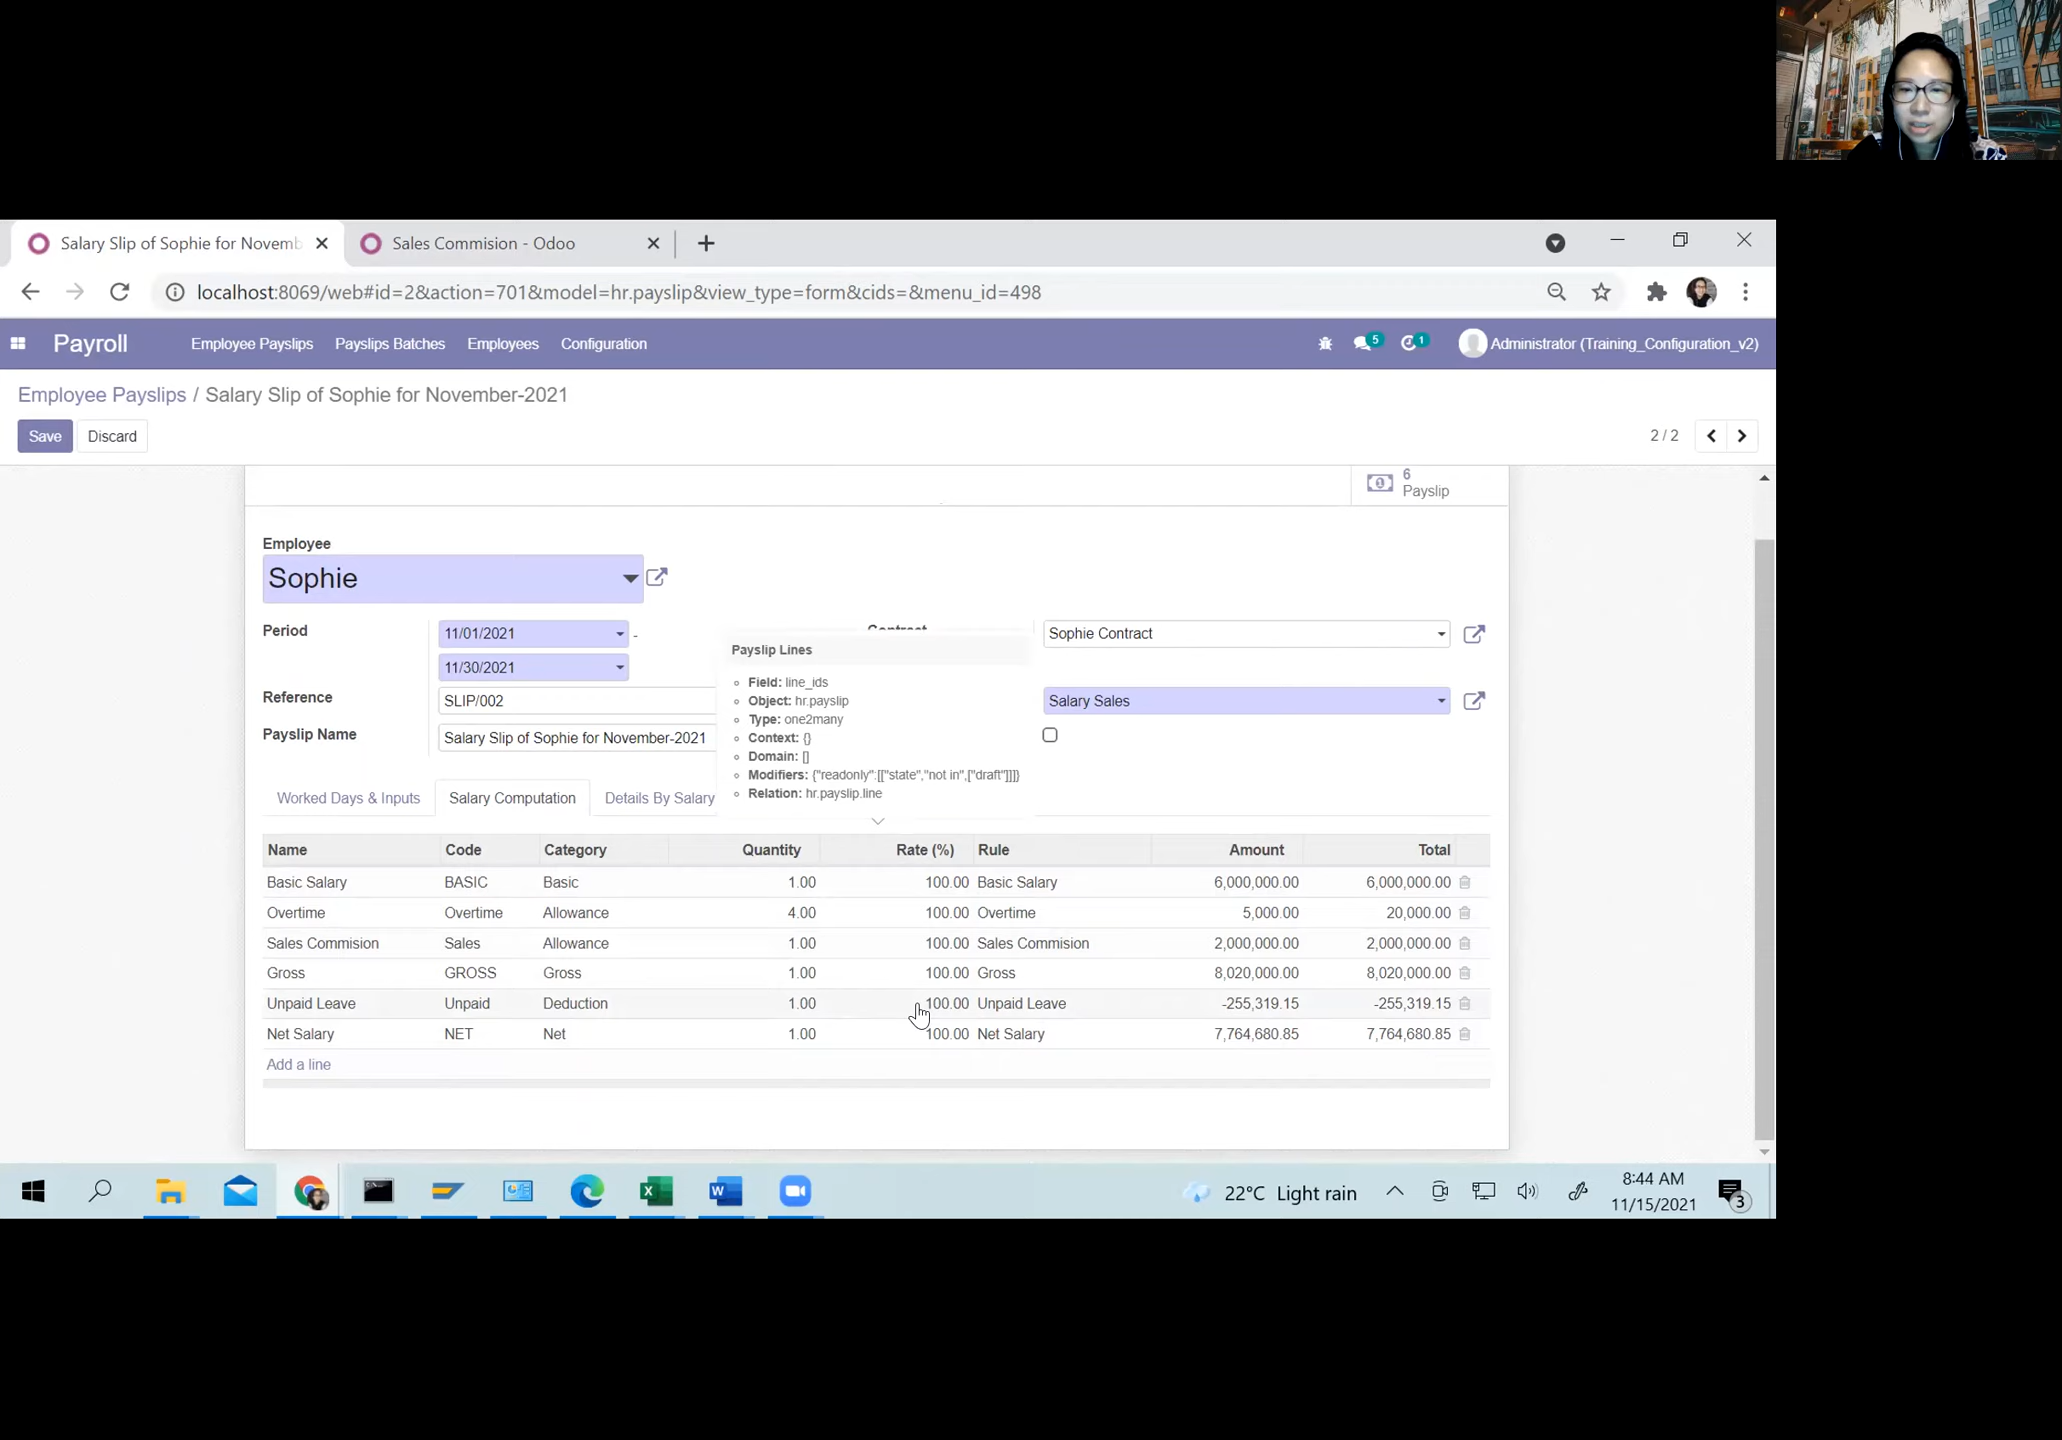 Salary Slip of Sophie for Novemb
Sales Commision - Odoo
localhost:8069/web#id=2&action=701&model=hr.payslip&view_type=form&cids=&menu_id=498
Payroll
Employee Payslips
Payslips Batches
Employees
Configuration
5
1
Administrator (Training_Configuration_v2)
Employee Payslips / Salary Slip of Sophie for November-2021
Save
Discard
2 / 2
6
Payslip
Employee
Sophie
Period
11/01/2021
-
11/30/2021
Contract
Sophie Contract
Reference
SLIP/002
Salary Sales
Payslip Name
Salary Slip of Sophie for November-2021
Payslip Lines
Field: line_ids
Object: hr.payslip
Type: one2many
Context: {}
Domain: []
Modifiers: {"readonly":[["state","not in",["draft"]]]}
Relation: hr.payslip.line
Worked Days & Inputs
Salary Computation
Details By Salary
Name Code Category Quantity Rate (%) Rule Amount Total
Basic Salary BASIC Basic 1.00 100.00 Basic Salary 6,000,000.00 6,000,000.00
Overtime Overtime Allowance 4.00 100.00 Overtime 5,000.00 20,000.00
Sales Commision Sales Allowance 1.00 100.00 Sales Commision 2,000,000.00 2,000,000.00
Gross GROSS Gross 1.00 100.00 Gross 8,020,000.00 8,020,000.00
Unpaid Leave Unpaid Deduction 1.00 100.00 Unpaid Leave -255,319.15 -255,319.15
Net Salary NET Net 1.00 100.00 Net Salary 7,764,680.85 7,764,680.85
Add a line
22°C Light rain
8:44 AM
11/15/2021
3